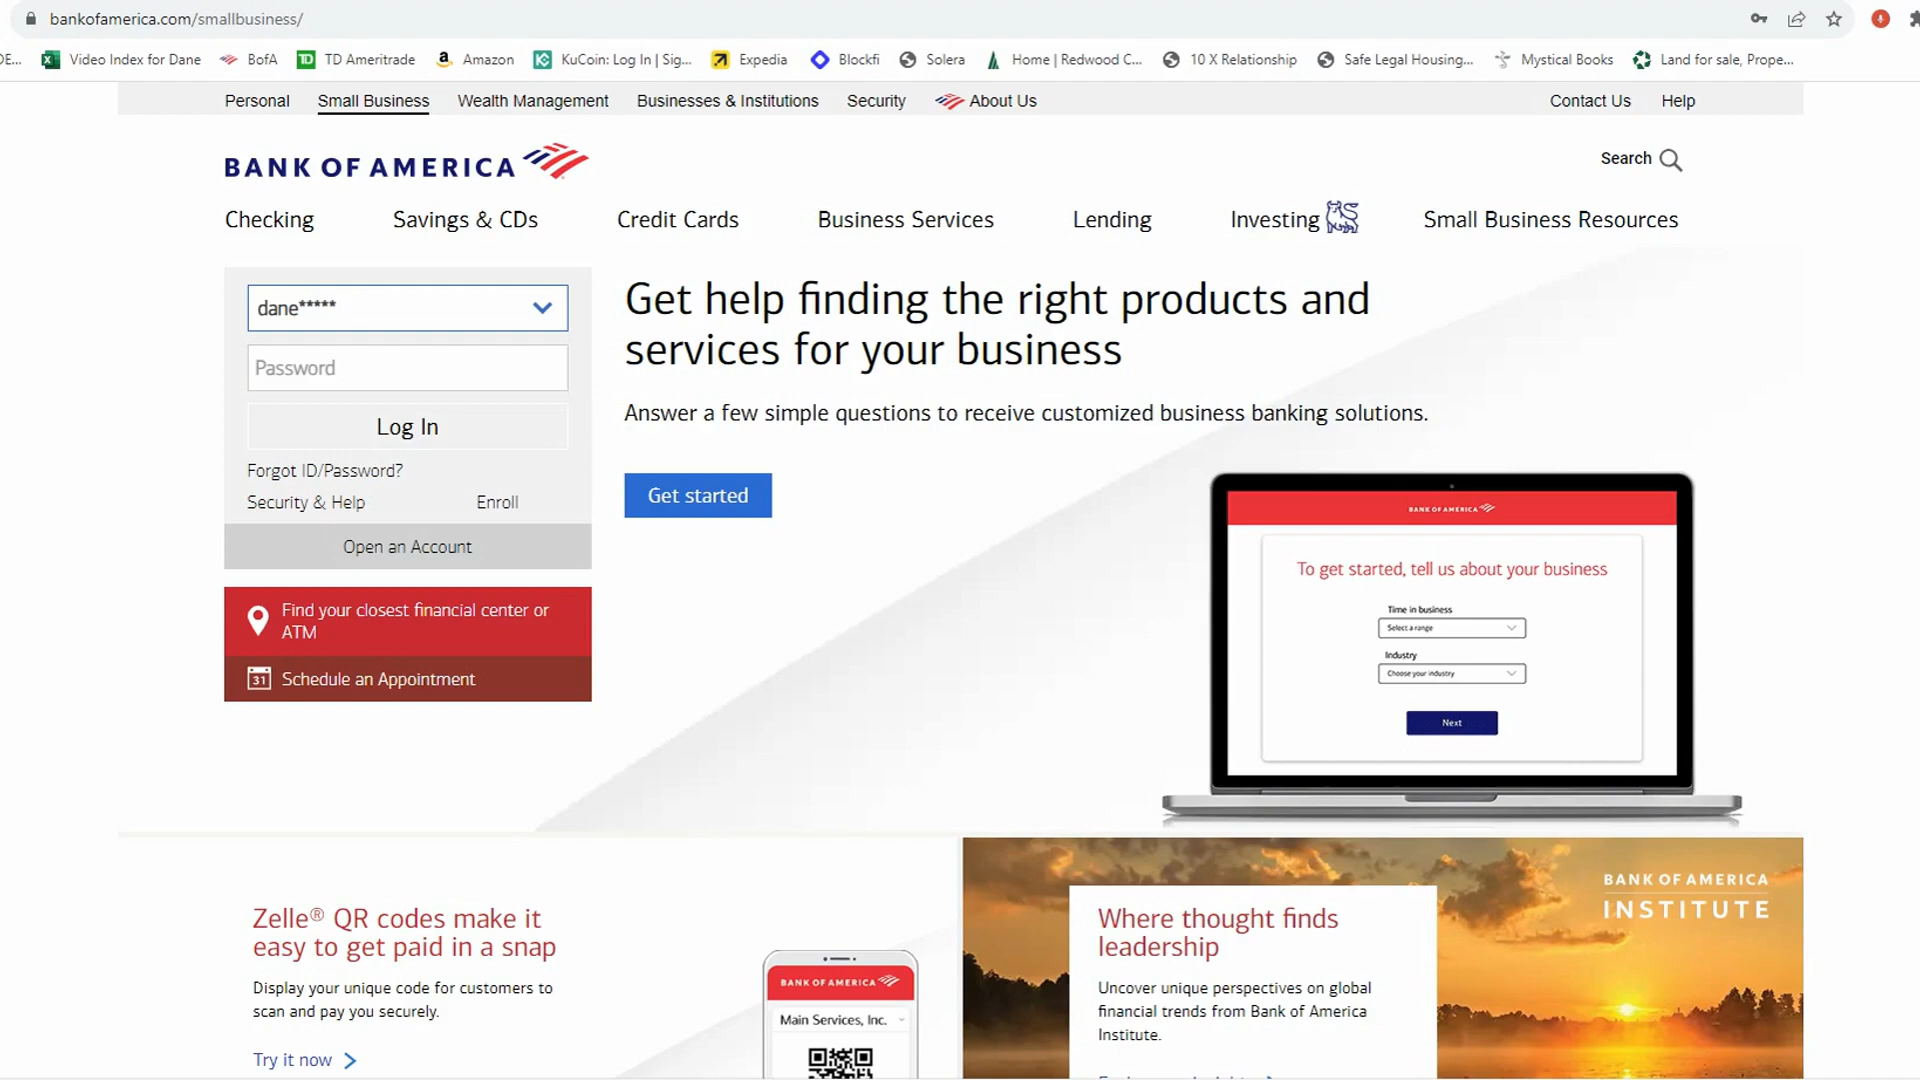 bankofamerica.com/smallbusiness/
DE... Video Index for Dane BofA TD Ameritrade Amazon KuCoin: Log In | Sig... Expedia Blockfi Solera Home | Redwood C... 10 X Relationship Safe Legal Housing... Mystical Books Land for sale, Prope...
Personal Small Business Wealth Management Businesses & Institutions Security About Us Contact Us Help
BANK OF AMERICA
Search
Checking Savings & CDs Credit Cards Business Services Lending Investing Small Business Resources
dane*****
Password
Log In
Forgot ID/Password?
Security & Help Enroll
Open an Account
Find your closest financial center or
ATM
31 Schedule an Appointment
Get help finding the right products and
services for your business
Answer a few simple questions to receive customized business banking solutions.
Get started
BANK OF AMERICA
To get started, tell us about your business
Time in business
Select a range
Industry
Choose your industry
Next
Zelle® QR codes make it
easy to get paid in a snap
Display your unique code for customers to
scan and pay you securely.
Try it now
BANK OF AMERICA
Main Services, Inc.
Where thought finds
leadership
Uncover unique perspectives on global
financial trends from Bank of America
Institute.
BANK OF AMERICA
INSTITUTE